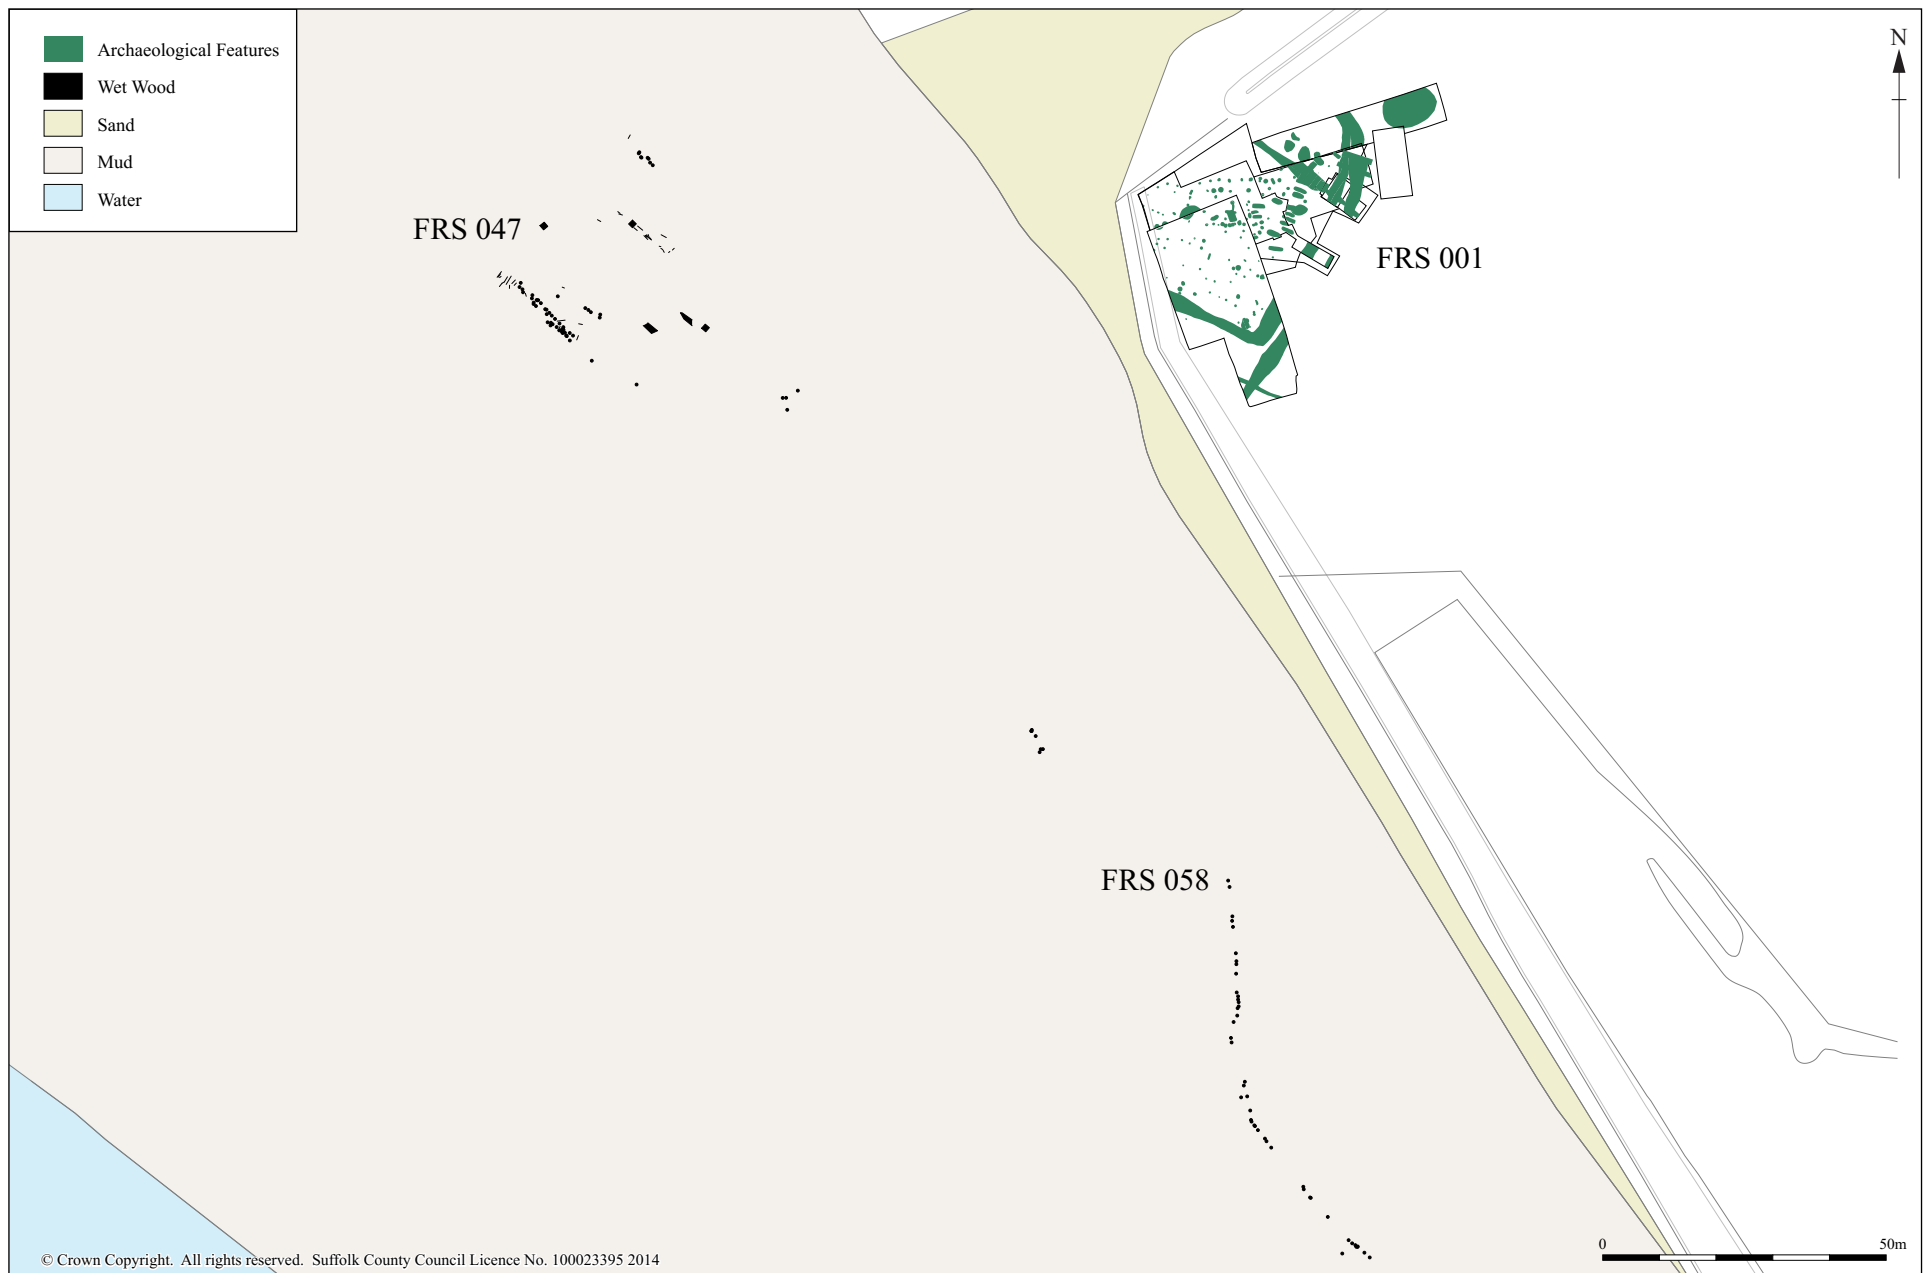 Archaeological Features
Wet Wood
Sand
Mud
Water
N
FRS 047
FRS 001
FRS 058
0 50m
© Crown Copyright. All rights reserved. Suffolk County Council Licence No. 100023395 2014